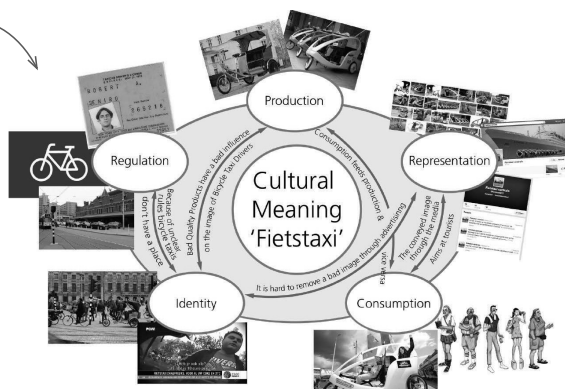 Production
Regulation
Representation
Cultural
Meaning
'Fietstaxi'
Bad Quality Products have a bad influence
on the image of Bicycle Taxi Drivers
Consumption feeds production &
vice versa
Because of unclear
rules bicycle taxis
don't have a place
It is hard to remove a bad image through advertising
The conveyed image
through the media
Aims at tourists
Identity
Consumption
ROBERT